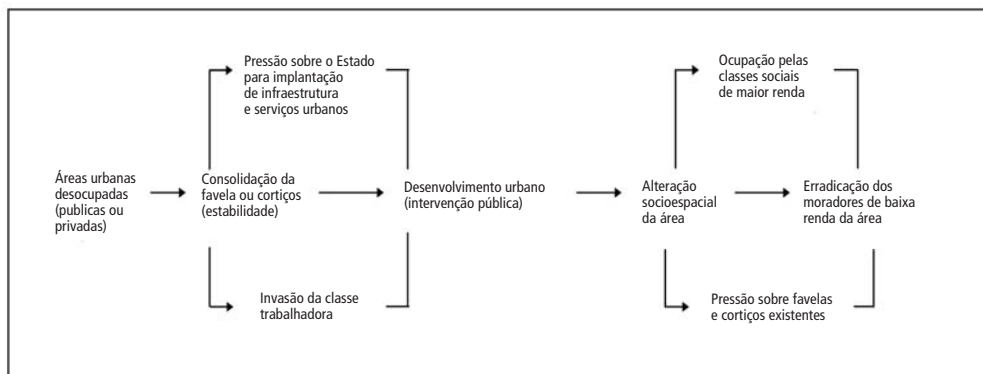 Pressão sobre o Estado
para implantação
de infraestrutura
e serviços urbanos
Ocupação pelas
classes sociais
de maior renda
Áreas urbanas
desocupadas
(publicas ou
privadas)
Consolidação da
favela ou cortiços
(estabilidade)
Desenvolvimento urbano
(intervenção pública)
Alteração
socioespacial
da área
Erradicação dos
moradores de baixa
renda da área
Invasão da classe
trabalhadora
Pressão sobre favelas
e cortiços existentes